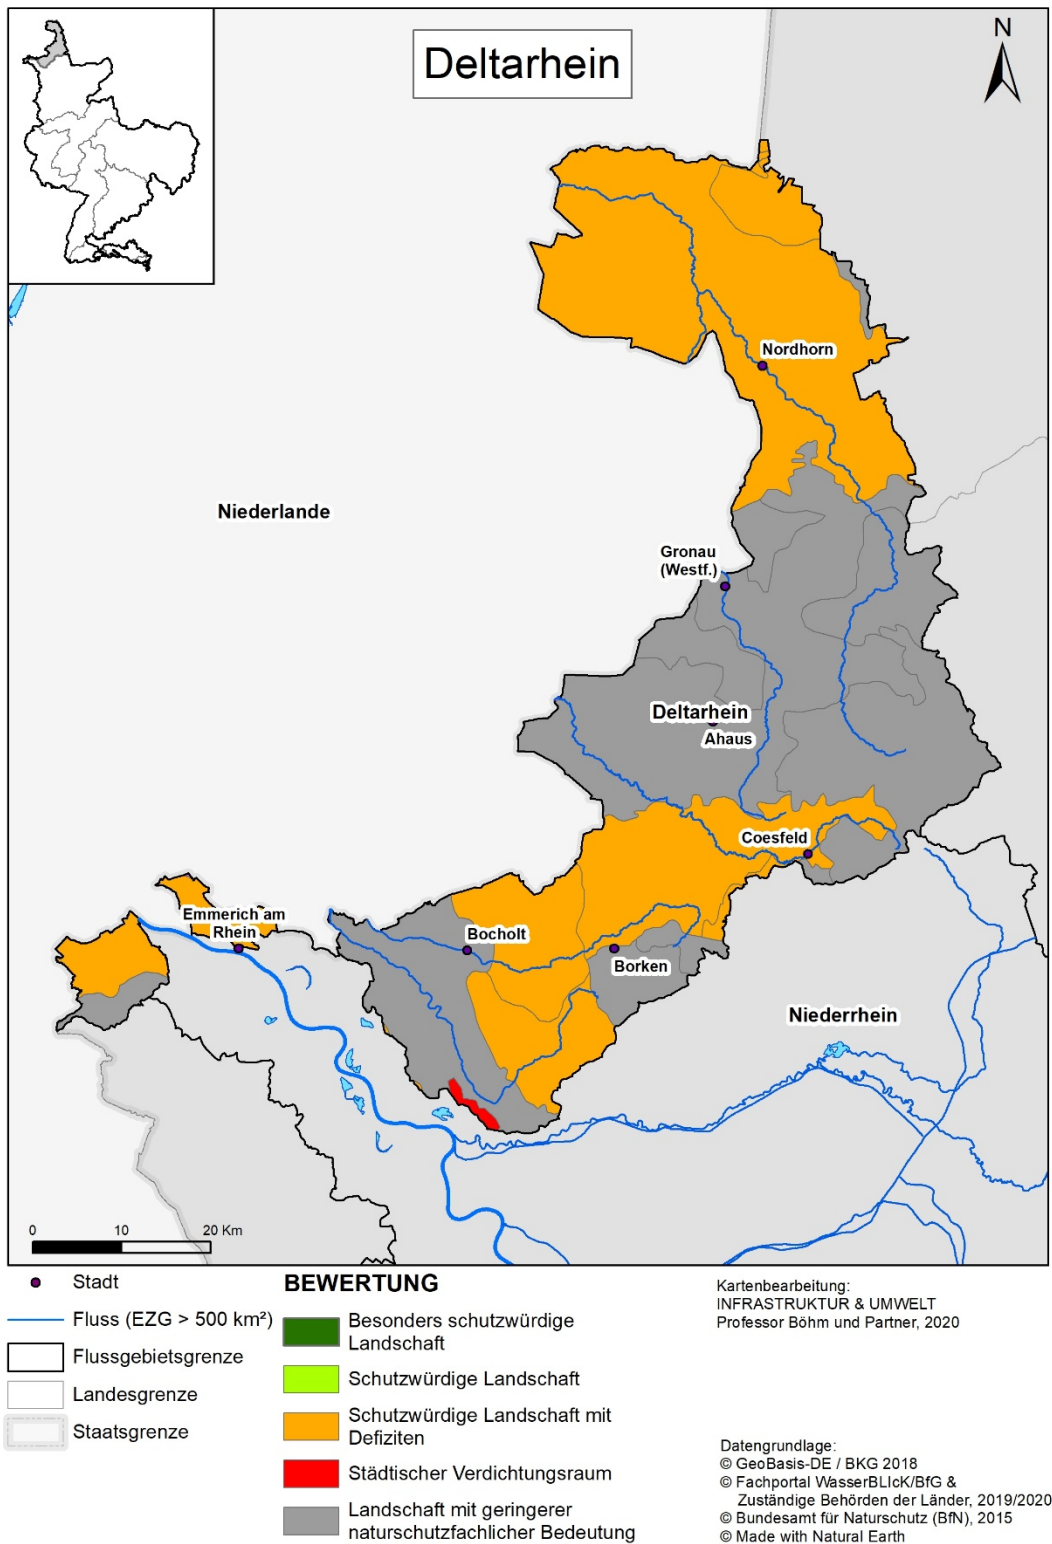 Deltarhein
N
Nordhorn
Niederlande
Gronau
(Westf.)
Deltarhein
Ahaus
Coesfeld
Emmerich am
Rhein
Bocholt
Borken
Niederrhein
0 10 20 Km
Stadt
Fluss (EZG > 500 km²)
Flussgebietsgrenze
Landesgrenze
Staatsgrenze
BEWERTUNG
Besonders schutzwürdige
Landschaft
Schutzwürdige Landschaft
Schutzwürdige Landschaft mit
Defiziten
Städtischer Verdichtungsraum
Landschaft mit geringerer
naturschutzfachlicher Bedeutung
Kartenbearbeitung:
INFRASTRUKTUR & UMWELT
Professor Böhm und Partner, 2020
Datengrundlage:
© GeoBasis-DE / BKG 2018
© Fachportal WasserBLIcK/BfG &
Zuständige Behörden der Länder, 2019/2020
© Bundesamt für Naturschutz (BfN), 2015
© Made with Natural Earth